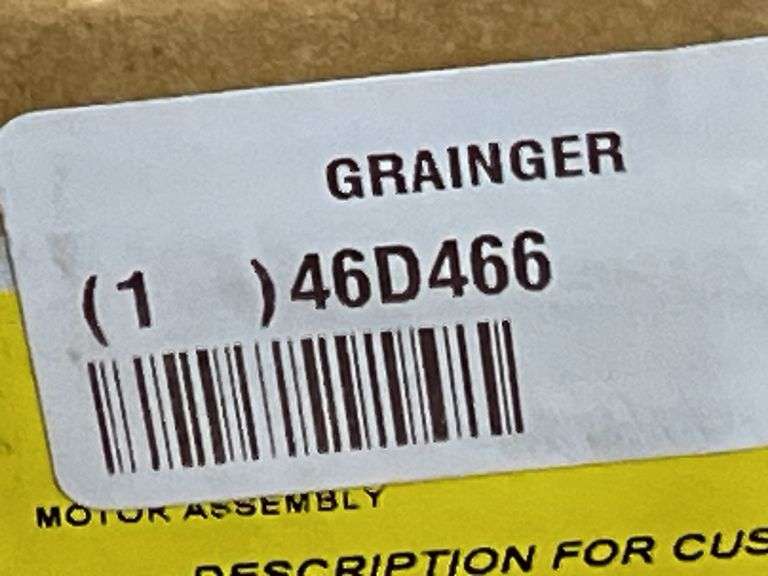 GRAINGER
(1 )46D466
MOTOR ASSEMBLY
DESCRIPTION FOR CUS